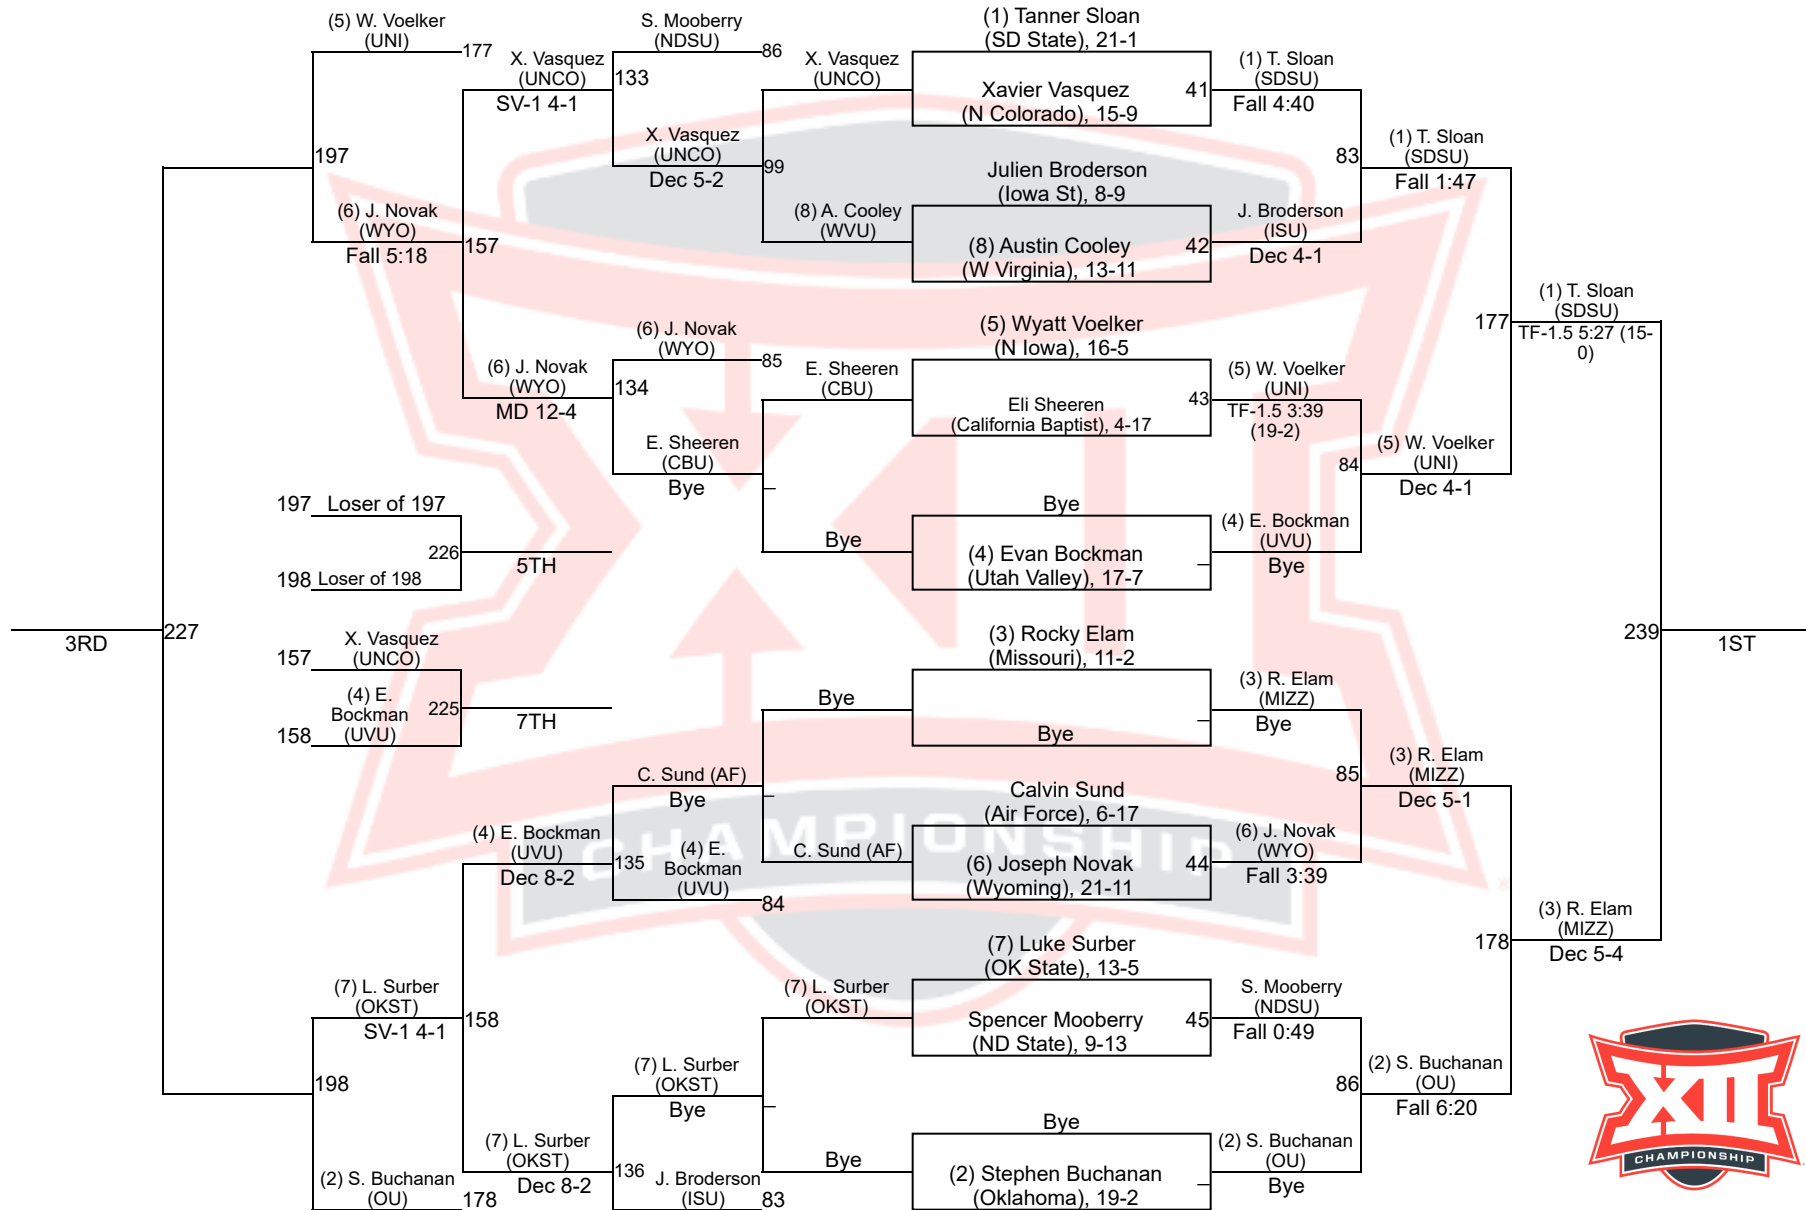 (1) Tanner Sloan
(SD State), 21-1
Xavier Vasquez
(N Colorado), 15-9
41
Julien Broderson
(Iowa St), 8-9
(8) Austin Cooley
(W Virginia), 13-11
42
(5) Wyatt Voelker
(N Iowa), 16-5
Eli Sheeren
(California Baptist), 4-17
43
Bye
(4) Evan Bockman
(Utah Valley), 17-7
(3) Rocky Elam
(Missouri), 11-2
Bye
Calvin Sund
(Air Force), 6-17
(6) Joseph Novak
(Wyoming), 21-11
44
(7) Luke Surber
(OK State), 13-5
Spencer Mooberry
(ND State), 9-13
45
Bye
(2) Stephen Buchanan
(Oklahoma), 19-2
(1) T. Sloan
(SDSU)
Fall 4:40
83
J. Broderson
(ISU)
Dec 4-1
(5) W. Voelker
(UNI)
TF-1.5 3:39
(19-2)
84
(4) E. Bockman
(UVU)
Bye
(3) R. Elam
(MIZZ)
Bye
85
(6) J. Novak
(WYO)
Fall 3:39
S. Mooberry
(NDSU)
Fall 0:49
86
(2) S. Buchanan
(OU)
Bye
(1) T. Sloan
(SDSU)
Fall 1:47
177
(5) W. Voelker
(UNI)
Dec 4-1
(3) R. Elam
(MIZZ)
Dec 5-1
178
(2) S. Buchanan
(OU)
Fall 6:20
(1) T. Sloan
(SDSU)
TF-1.5 5:27 (15-
0)
239
(3) R. Elam
(MIZZ)
Dec 5-4
1ST
X. Vasquez
(UNCO)
99
(8) A. Cooley
(WVU)
E. Sheeren
(CBU)
Bye
Bye
C. Sund (AF)
(7) L. Surber
(OKST)
Bye
S. Mooberry
(NDSU)
86
133
X. Vasquez
(UNCO)
Dec 5-2
(6) J. Novak
(WYO)
85
134
E. Sheeren
(CBU)
Bye
C. Sund (AF)
Bye
135
(4) E.
Bockman
(UVU)
84
(7) L. Surber
(OKST)
Bye
136
J. Broderson
(ISU)
83
X. Vasquez
(UNCO)
SV-1 4-1
157
(6) J. Novak
(WYO)
MD 12-4
(4) E. Bockman
(UVU)
Dec 8-2
158
(7) L. Surber
(OKST)
Dec 8-2
(5) W. Voelker
(UNI)
177
197
(6) J. Novak
(WYO)
Fall 5:18
(7) L. Surber
(OKST)
SV-1 4-1
198
(2) S. Buchanan
(OU)
178
227
3RD
197 Loser of 197
226
5TH
198 Loser of 198
157
X. Vasquez
(UNCO)
225
7TH
158
(4) E.
Bockman
(UVU)
XII
CHAMPIONSHIP
XII
CHAMPIONSHIP